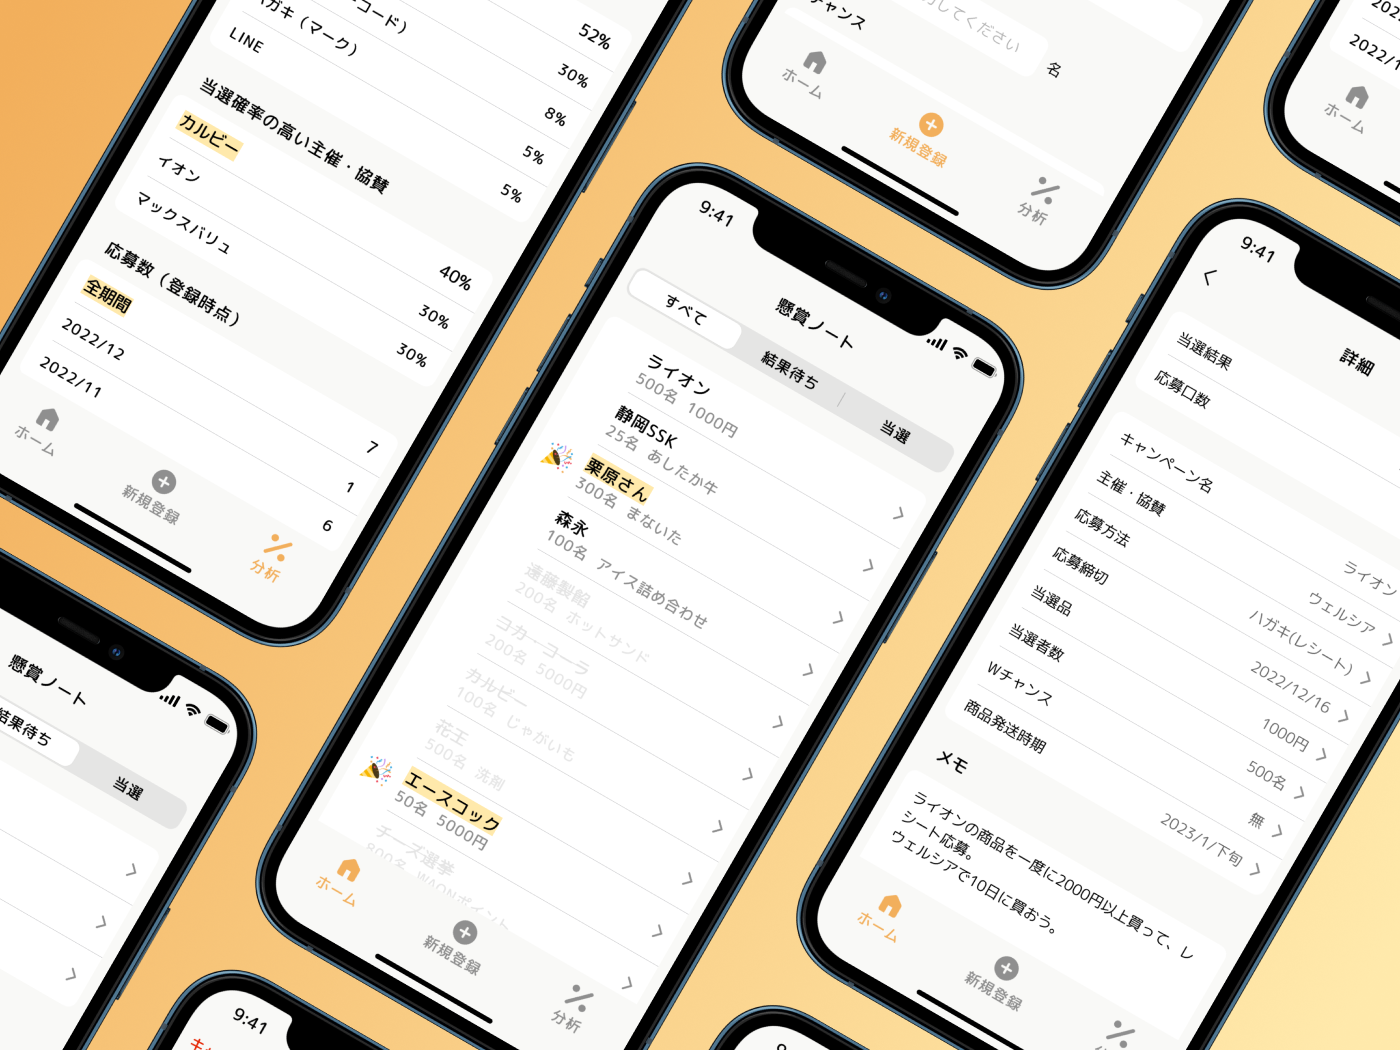 コード）
ハガキ（マーク）
LINE
52%
30%
8%
5%
5%
当選確率の高い主催・協賛
カルビー
40%
イオン
30%
マックスバリュ
30%
応募数（登録時点）
全期間
7
2022/12
1
2022/11
6
ホーム
新規登録
分析
してください
名
チャンス
ホーム
新規登録
分析
2022/1
ホーム
9:41
懸賞ノート
すべて
結果待ち
当選
ライオン
500名 1000円
静岡SSK
25名 あしたか牛
🎉
栗原さん
300名 まないた
森永
100名 アイス詰め合わせ
遠藤製餡
200名 ホットサンド
ヨカ
200名 5000円
カルビー
100名 じゃがいも
花王
500名 洗剤
🎉
エースコック
50名 5000円
チーズ選挙
800名 WAONポイント
ホーム
新規登録
分析
9:41
詳細
当選結果
応募口数
キャンペーン名
ライオン
主催・協賛
ウェルシア
応募方法
ハガキ(レシート)
応募締切
2022/12/16
当選品
1000円
当選者数
500名
Wチャンス
無
商品発送時期
2023/1/下旬
メモ
ライオンの商品を一度に2000円以上買って、レ
シート応募。
ウェルシアで10日に買おう。
ホーム
新規登録
懸賞ノート
結果待ち
当選
9:41